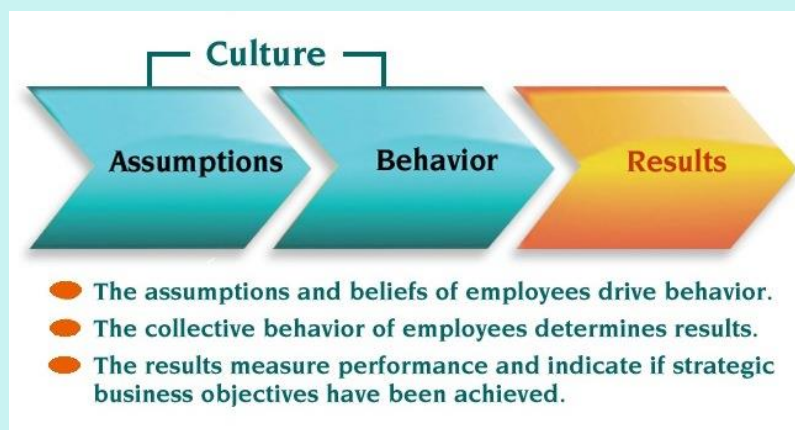 Culture
Assumptions
Behavior
Results
The assumptions and beliefs of employees drive behavior.
The collective behavior of employees determines results.
The results measure performance and indicate if strategic
business objectives have been achieved.